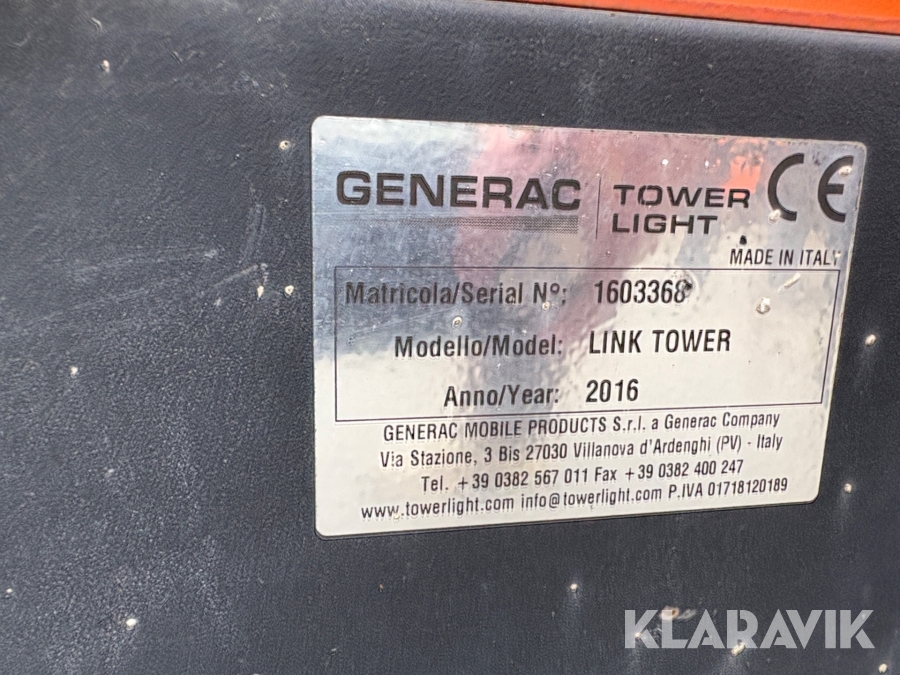 GENERAC
TOWER
LIGHT
CE
MADE IN ITALY
Matricola/Serial Nº: 1603368
Modello/Model: LINK TOWER
Anno/Year: 2016
GENERAC MOBILE PRODUCTS S.r.l. a Generac Company
Via Stazione, 3 Bis 27030 Villanova d'Ardenghi (PV) - Italy
Tel. +39 0382 567 011 Fax +39 0382 400 247
www.towerlight.com info@towerlight.com P.IVA 01718120189
KLARAVIK